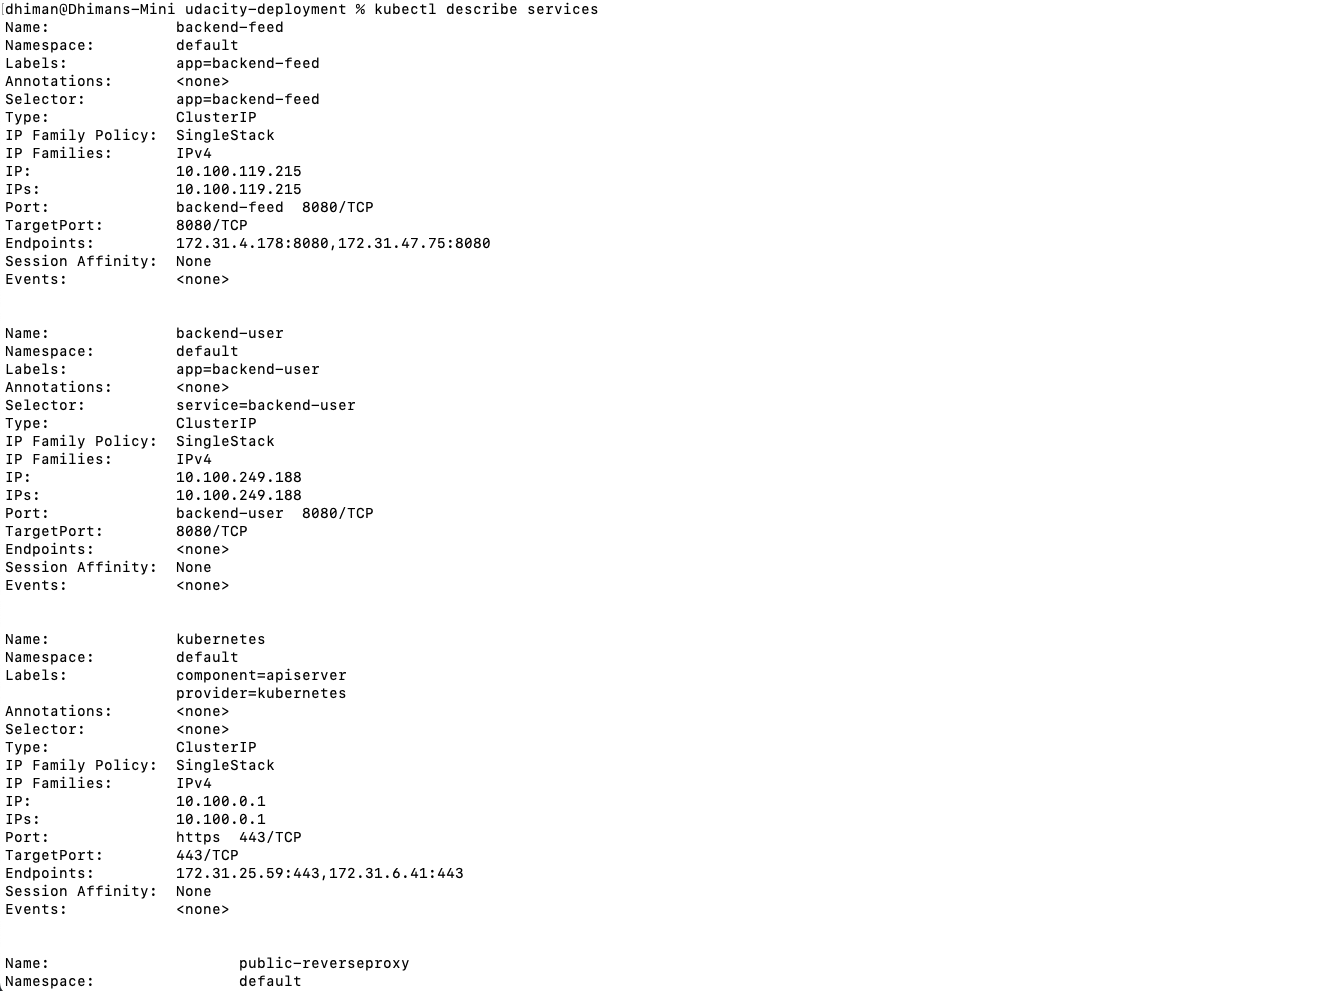 dhiman@Dhimans-Mini udacity-deployment % kubectl describe services
Name:              backend-feed
Namespace:         default
Labels:            app=backend-feed
Annotations:       <none>
Selector:          app=backend-feed
Type:              ClusterIP
IP Family Policy:  SingleStack
IP Families:       IPv4
IP:                10.100.119.215
IPs:               10.100.119.215
Port:              backend-feed  8080/TCP
TargetPort:        8080/TCP
Endpoints:         172.31.4.178:8080,172.31.47.75:8080
Session Affinity:  None
Events:            <none>
Name:              backend-user
Namespace:         default
Labels:            app=backend-user
Annotations:       <none>
Selector:          service=backend-user
Type:              ClusterIP
IP Family Policy:  SingleStack
IP Families:       IPv4
IP:                10.100.249.188
IPs:               10.100.249.188
Port:              backend-user  8080/TCP
TargetPort:        8080/TCP
Endpoints:         <none>
Session Affinity:  None
Events:            <none>
Name:              kubernetes
Namespace:         default
Labels:            component=apiserver
                   provider=kubernetes
Annotations:       <none>
Selector:          <none>
Type:              ClusterIP
IP Family Policy:  SingleStack
IP Families:       IPv4
IP:                10.100.0.1
IPs:               10.100.0.1
Port:              https  443/TCP
TargetPort:        443/TCP
Endpoints:         172.31.25.59:443,172.31.6.41:443
Session Affinity:  None
Events:            <none>
Name:                     public-reverseproxy
Namespace:                default